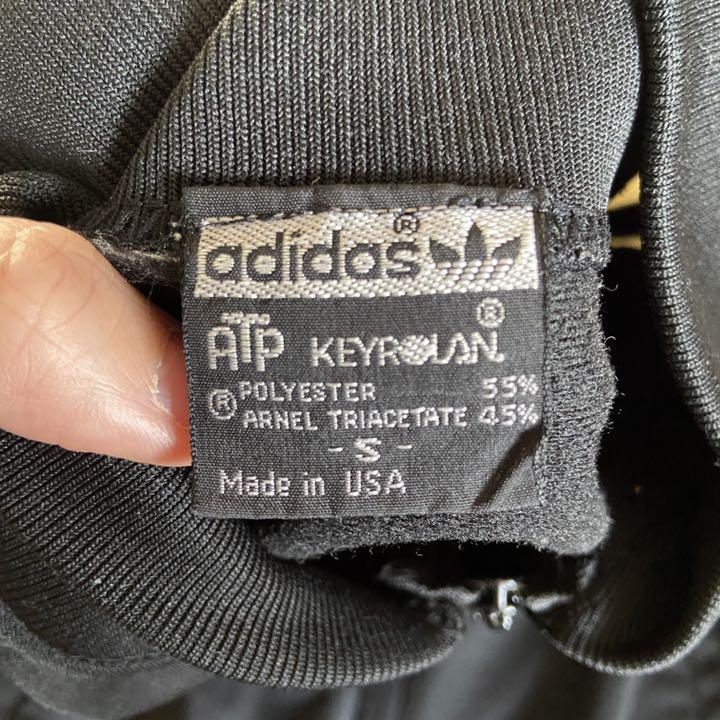 adidas®
ATP KEYROLAN®
POLYESTER 55%
® ARNEL TRIACETATE 45%
- S -
Made in USA